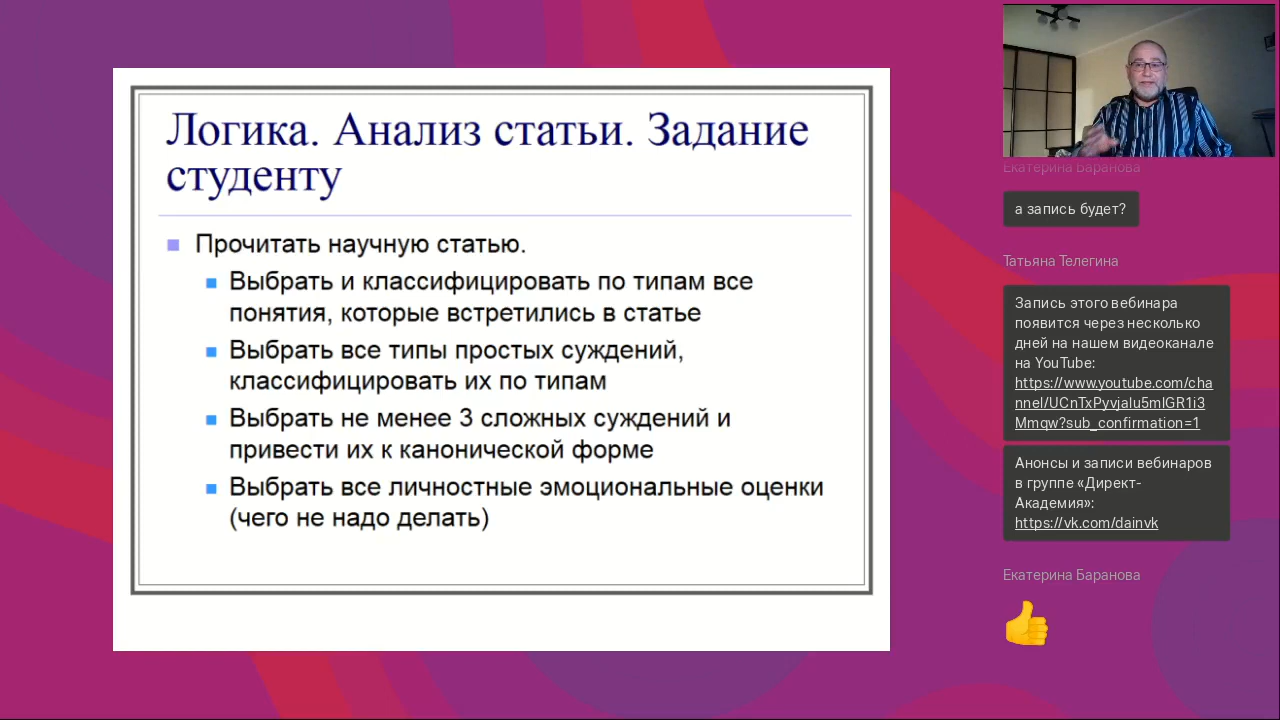 Логика. Анализ статьи. Задание
студенту
Прочитать научную статью.
Выбрать и классифицировать по типам все
понятия, которые встретились в статье
Выбрать все типы простых суждений,
классифицировать их по типам
Выбрать не менее 3 сложных суждений и
привести их к канонической форме
Выбрать все личностные эмоциональные оценки
(чего не надо делать)
Екатерина Баранова
а запись будет?
Татьяна Телегина
Запись этого вебинара
появится через несколько
дней на нашем видеоканале
на YouTube:
https://www.youtube.com/cha
nnel/UCnTxPyvjalu5mlGR1i3
Mmqw?sub_confirmation=1
Анонсы и записи вебинаров
в группе «Директ-
Академия»:
https://vk.com/dainvk
Екатерина Баранова